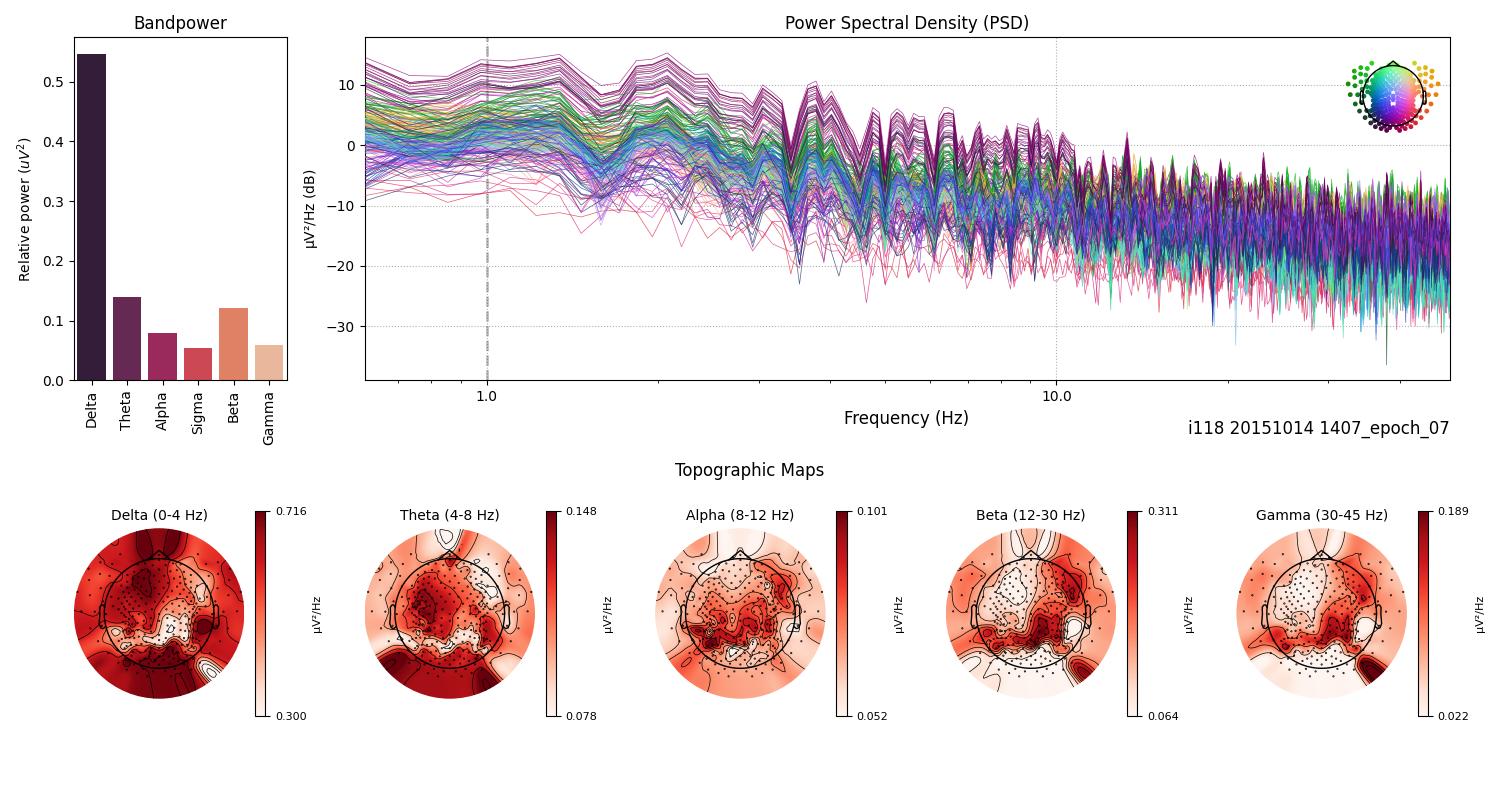 Bandpower
Relative power (uV²)
0.5
0.4
0.3
0.2
0.1
0.0
Delta
Theta
Alpha
Sigma
Beta
Gamma
Power Spectral Density (PSD)
µV²/Hz (dB)
10
0
−10
−20
−30
1.0
10.0
Frequency (Hz)
i118 20151014 1407_epoch_07
Topographic Maps
Delta (0-4 Hz)
0.716
µV²/Hz
0.300
Theta (4-8 Hz)
0.148
µV²/Hz
0.078
Alpha (8-12 Hz)
0.101
µV²/Hz
0.052
Beta (12-30 Hz)
0.311
µV²/Hz
0.064
Gamma (30-45 Hz)
0.189
µV²/Hz
0.022